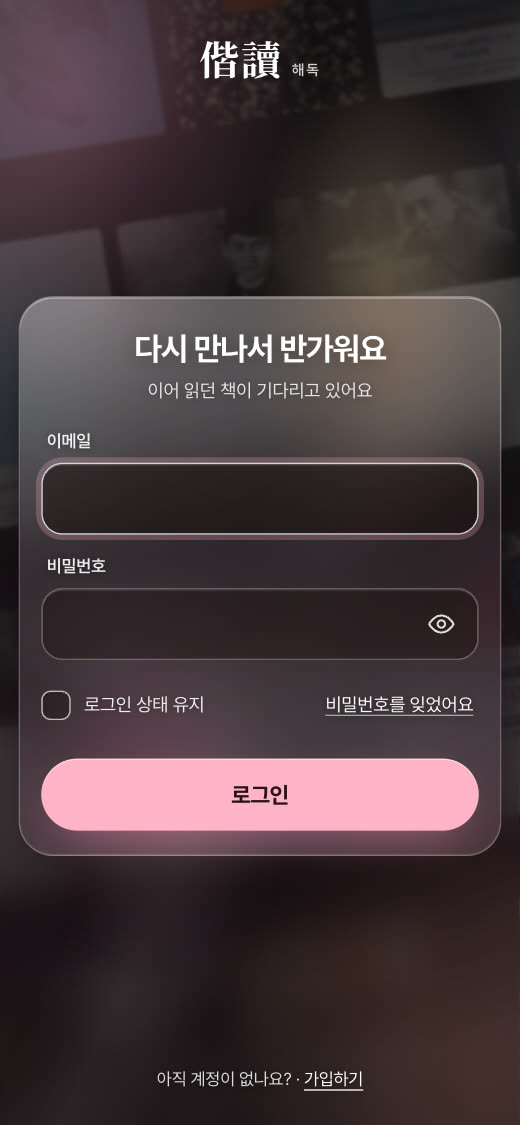 偕讀 해독
다시 만나서 반가워요
이어 읽던 책이 기다리고 있어요
이메일
비밀번호
로그인 상태 유지 비밀번호를 잊었어요
로그인
아직 계정이 없나요? · 가입하기